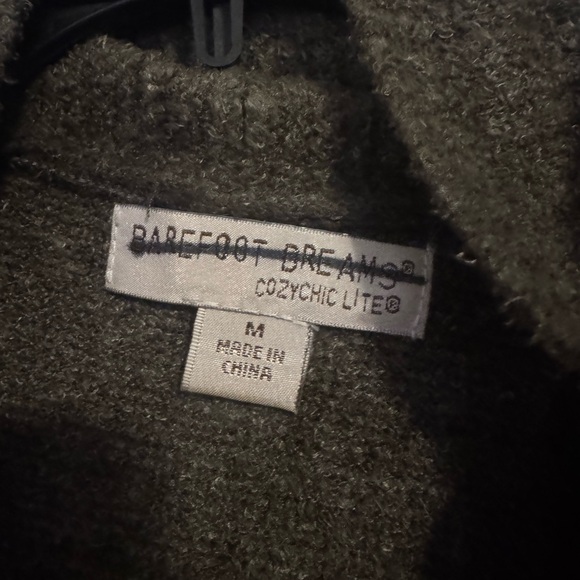 BAREFOOT DREAMS®
COZYCHIC LITE®
M
MADE IN
CHINA